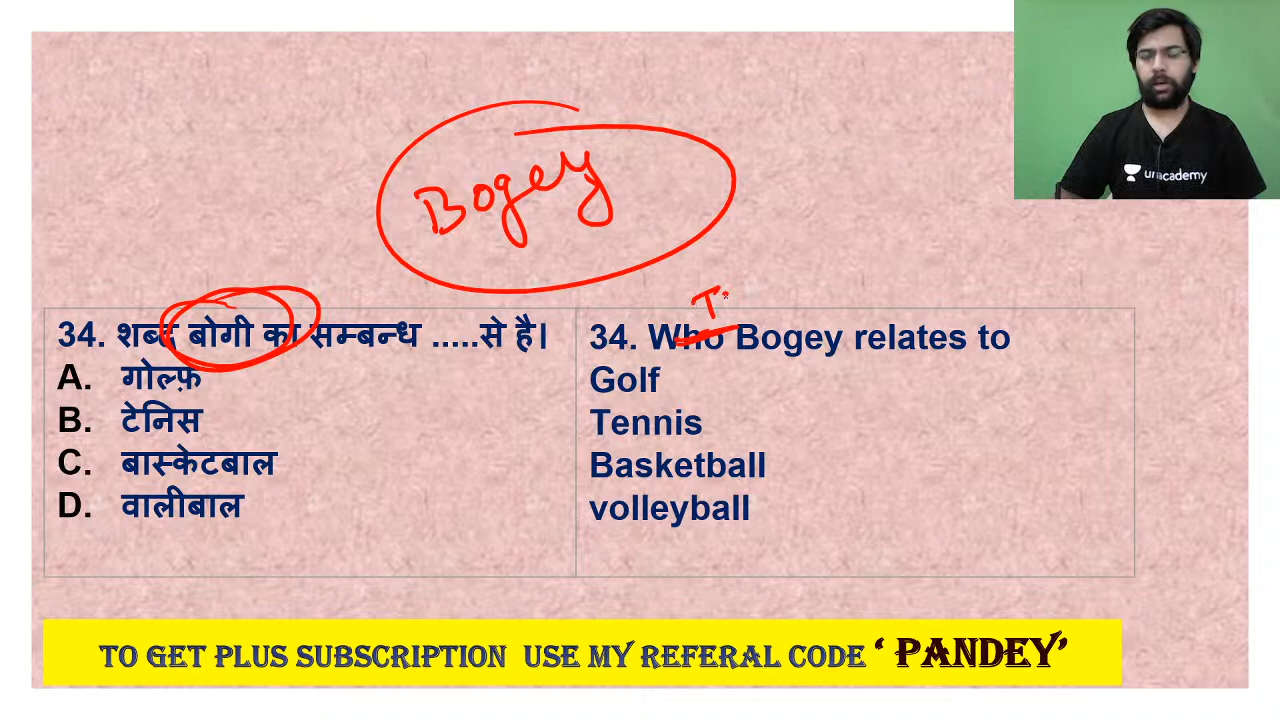 unacademy
Bogey
T
34. शब्द बोगी का सम्बन्ध .....से है।
A. गोल्फ़
B. टेनिस
C. बास्केटबाल
D. वालीबाल
34. Who Bogey relates to
Golf
Tennis
Basketball
volleyball
TO GET PLUS SUBSCRIPTION USE MY REFERAL CODE ‘ PANDEY’